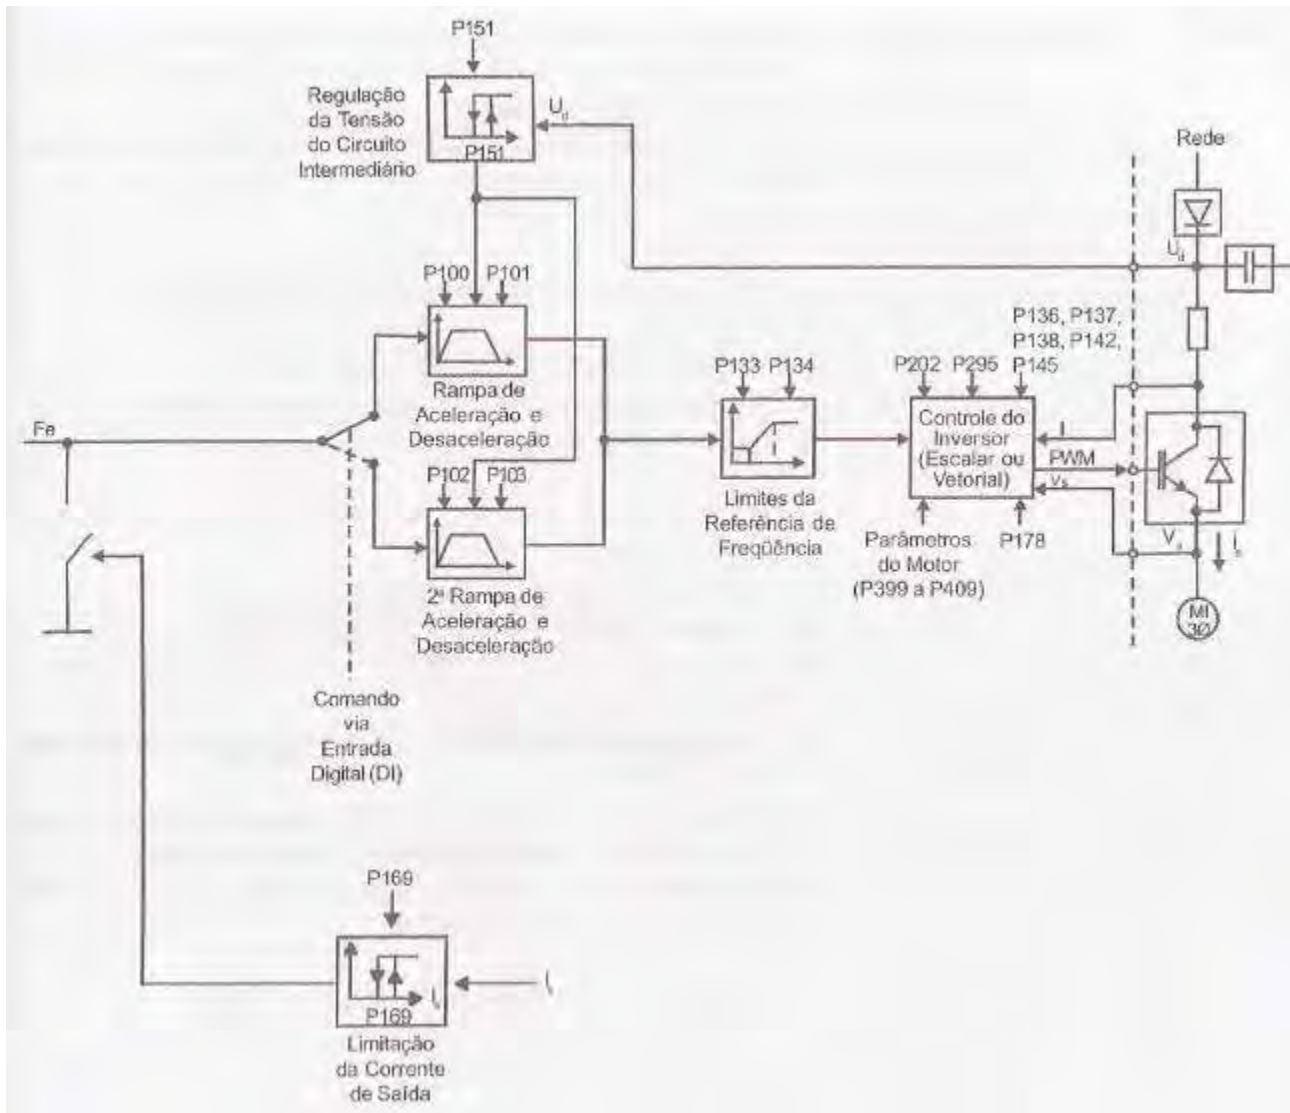 P151
Regulação
da Tensão
do Circuito
Intermediário
P151
Ud
Rede
Ud
P100
P101
Rampa de
Aceleração e
Desaceleração
Fe
P102
P103
2ª Rampa de
Aceleração e
Desaceleração
Comando
via
Entrada
Digital (DI)
P133
P134
Limites da
Referência de
Freqüência
P202
P295
P136, P137,
P138, P142,
P145
Controle do
Inversor
(Escalar ou
Vetorial)
I
PWM
vs
Parâmetros
do Motor
(P399 a P409)
P178
Vs
Is
MI
3Ø
P169
P169
Is
Limitação
da Corrente
de Saída